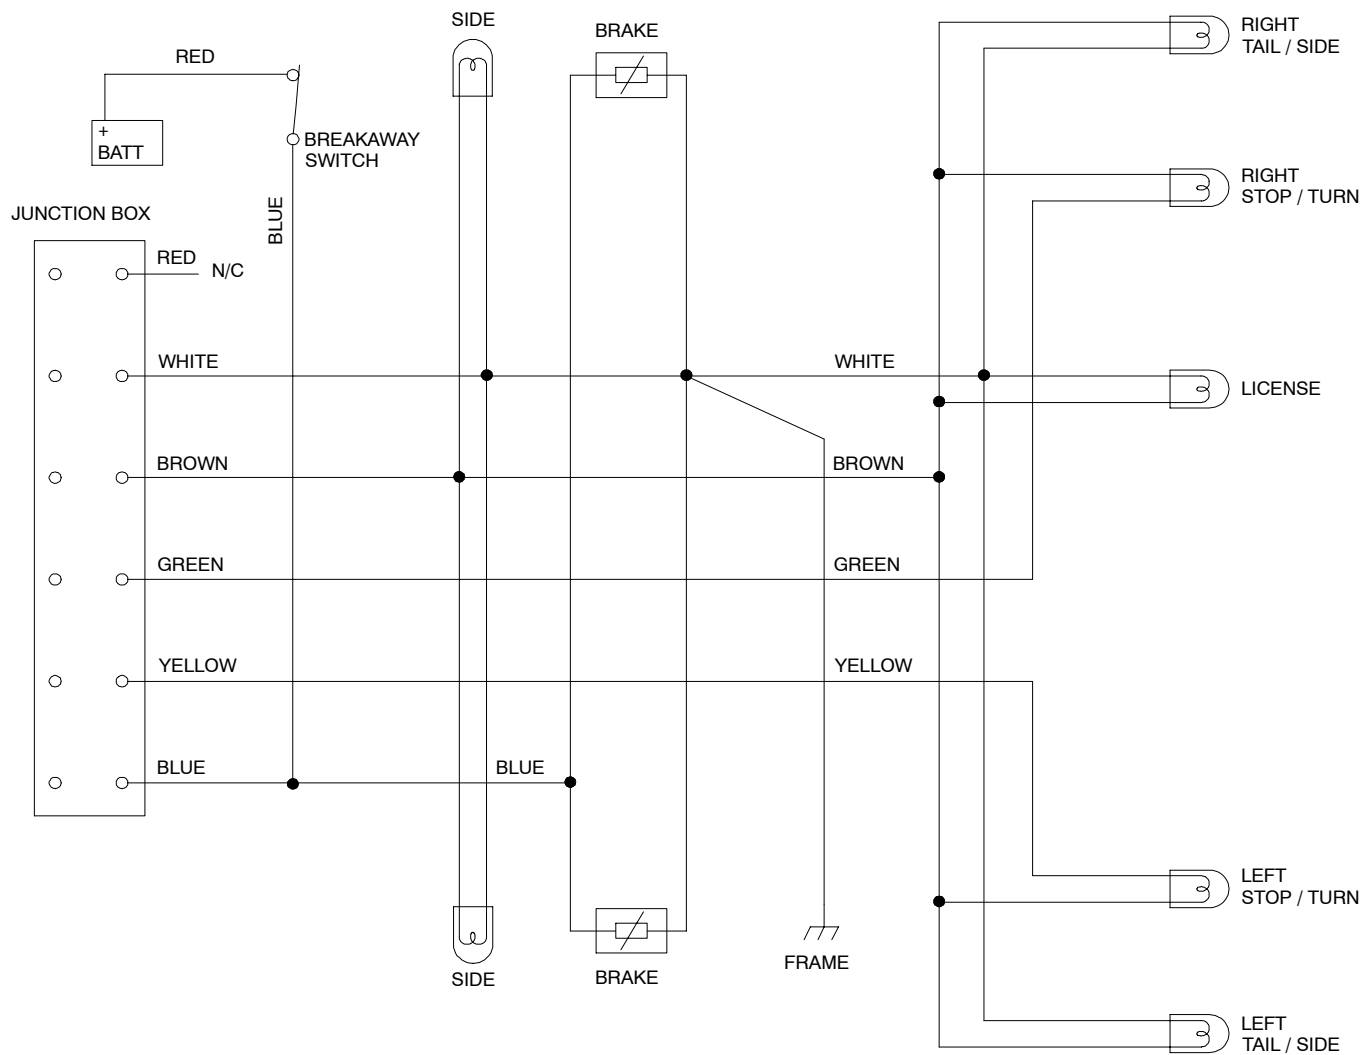 SIDE
BRAKE
RIGHT
TAIL / SIDE
RED
+
BATT
BREAKAWAY
SWITCH
RIGHT
STOP / TURN
JUNCTION BOX
BLUE
RED
N/C
WHITE
WHITE
LICENSE
BROWN
BROWN
GREEN
GREEN
YELLOW
YELLOW
BLUE
BLUE
LEFT
STOP / TURN
FRAME
SIDE
BRAKE
LEFT
TAIL / SIDE